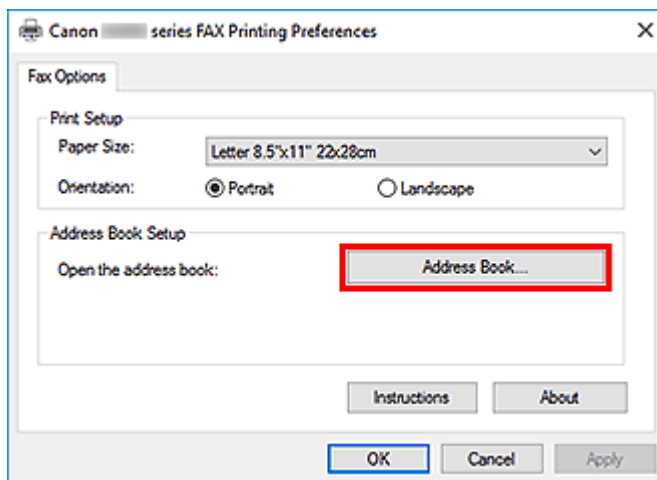 Canon series FAX Printing Preferences
Fax Options
Print Setup
Paper Size: Letter 8.5"x11" 22x28cm
Orientation: Portrait Landscape
Address Book Setup
Open the address book: Address Book...
Instructions About
OK Cancel Apply